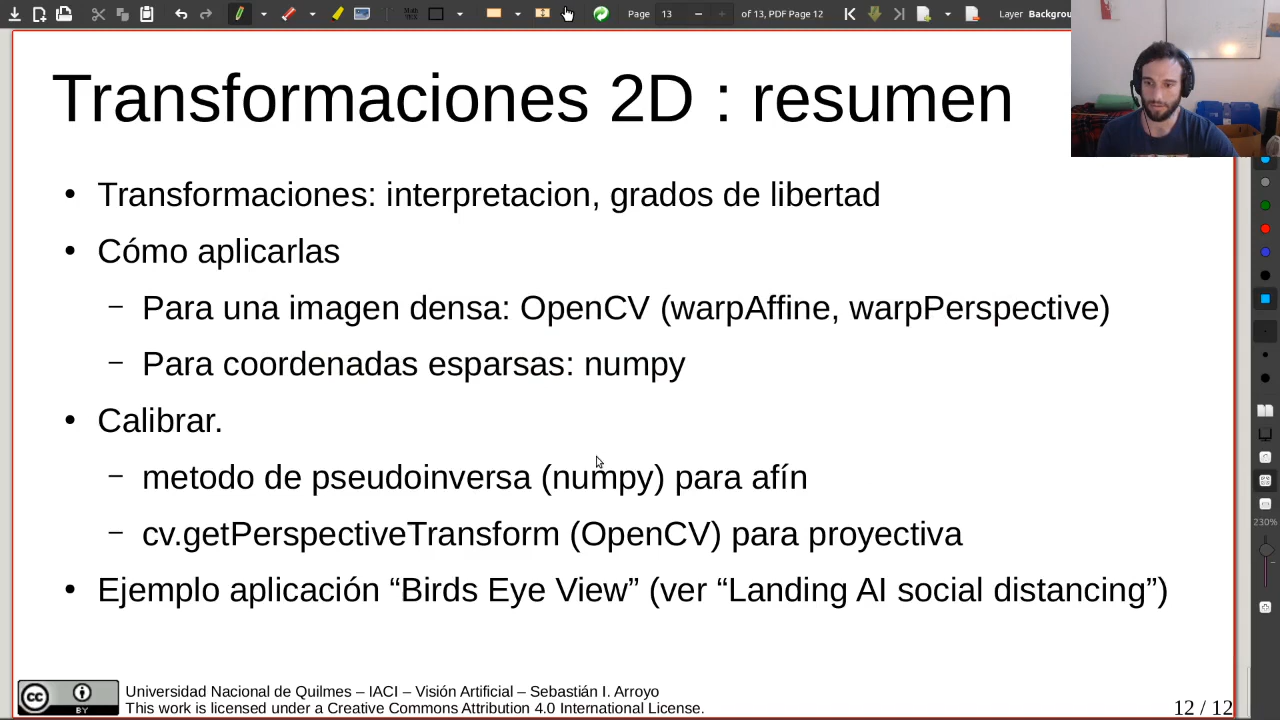 Page 13 of 13, PDF Page 12 Layer Backgrou
Transformaciones 2D : resumen
• Transformaciones: interpretacion, grados de libertad
• Cómo aplicarlas
– Para una imagen densa: OpenCV (warpAffine, warpPerspective)
– Para coordenadas esparsas: numpy
• Calibrar.
– metodo de pseudoinversa (numpy) para afín
– cv.getPerspectiveTransform (OpenCV) para proyectiva
230%
• Ejemplo aplicación “Birds Eye View” (ver “Landing AI social distancing”)
cc BY
Universidad Nacional de Quilmes – IACI – Visión Artificial – Sebastián I. Arroyo
This work is licensed under a Creative Commons Attribution 4.0 International License.
12 / 12